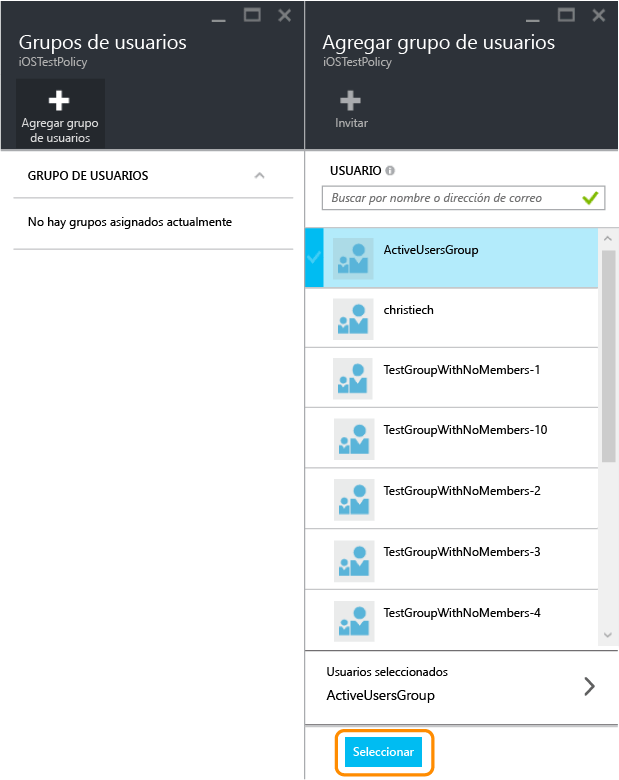 Grupos de usuarios
iOSTestPolicy
Agregar grupo
de usuarios
GRUPO DE USUARIOS
No hay grupos asignados actualmente
Agregar grupo de usuarios
iOSTestPolicy
Invitar
USUARIO
Buscar por nombre o dirección de correo
ActiveUsersGroup
christiech
TestGroupWithNoMembers-1
TestGroupWithNoMembers-10
TestGroupWithNoMembers-2
TestGroupWithNoMembers-3
TestGroupWithNoMembers-4
Usuarios seleccionados
ActiveUsersGroup
Seleccionar